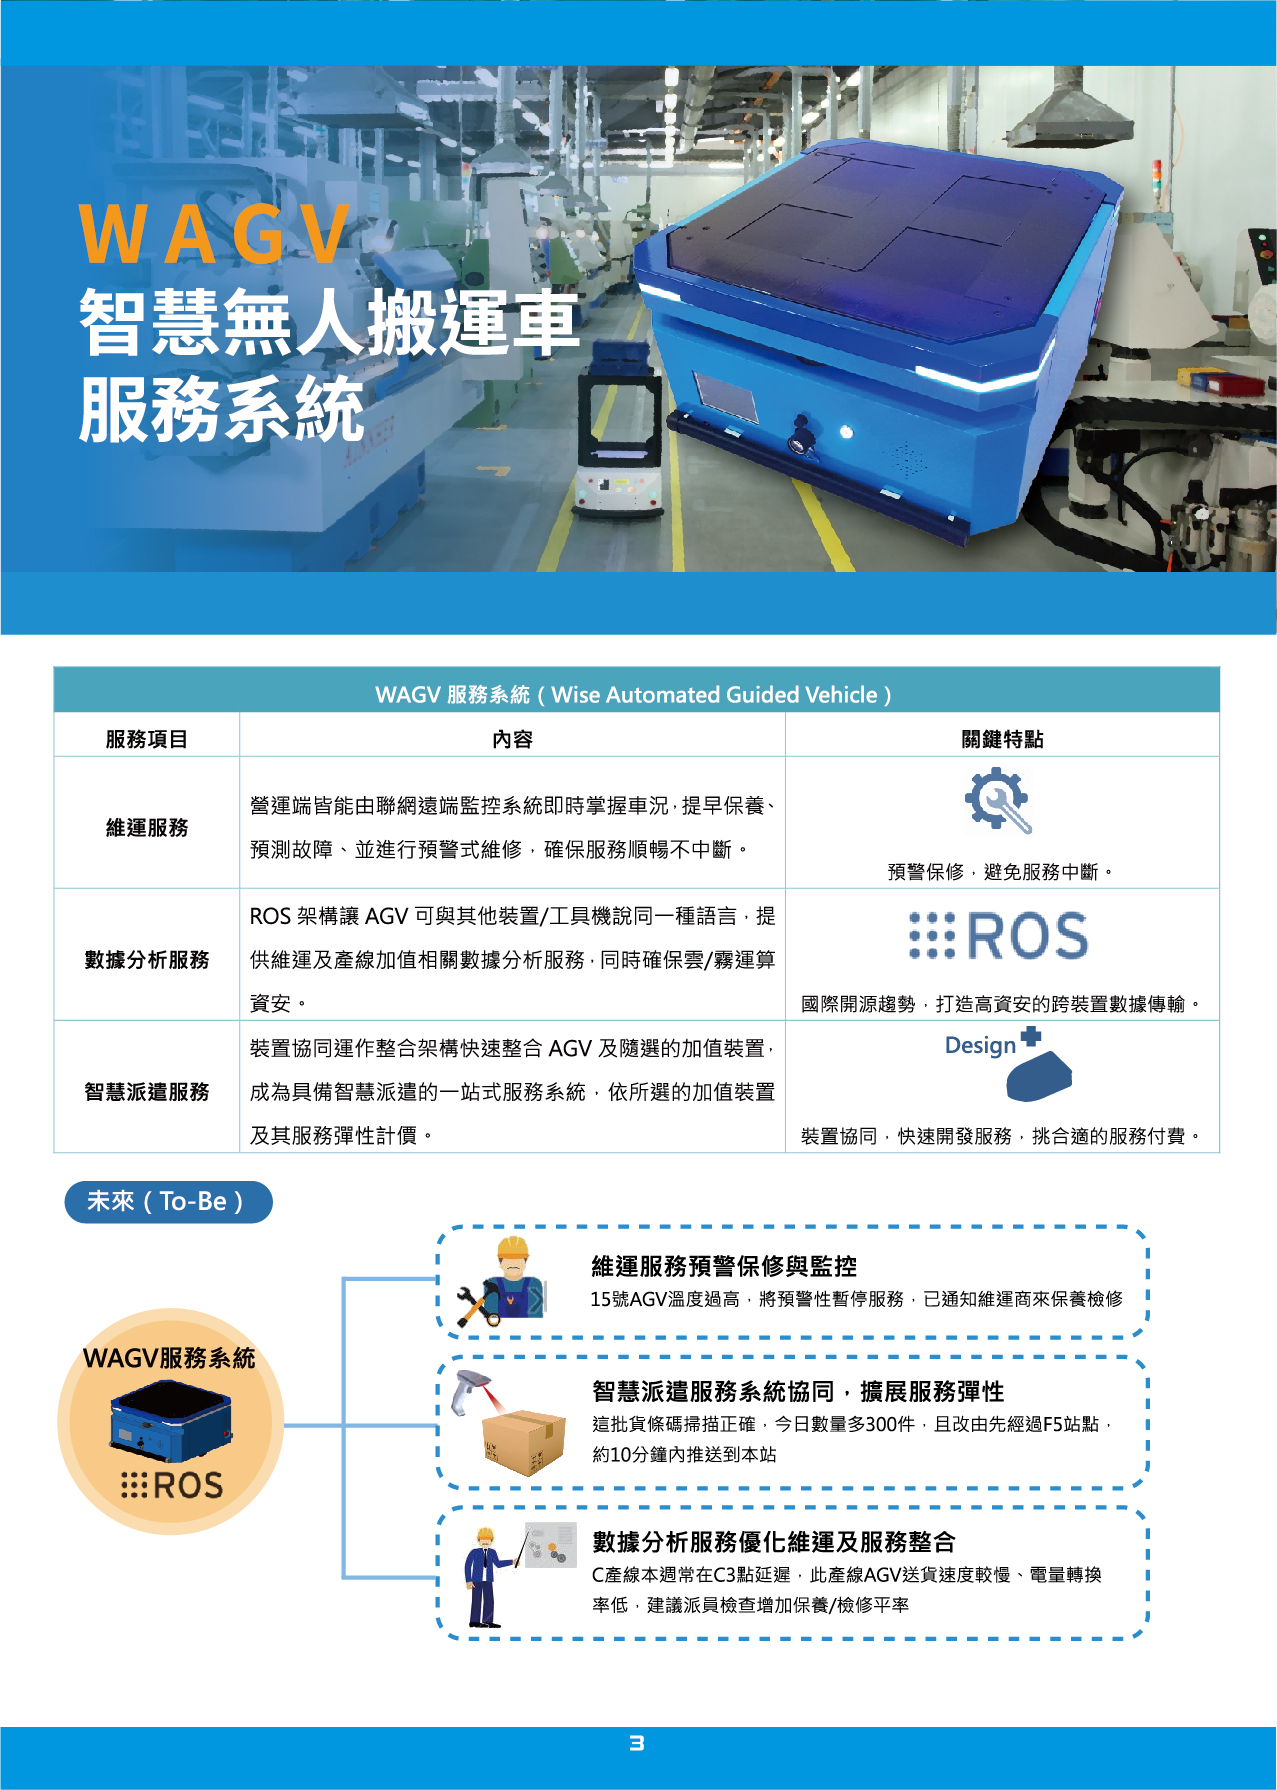 WAGV
智慧無人搬運車
服務系統
WAGV 服務系統（Wise Automated Guided Vehicle）
服務項目
內容
關鍵特點
維運服務
營運端皆能由聯網遠端監控系統即時掌握車況，提早保養、
預測故障、並進行預警式維修，確保服務順暢不中斷。
預警保修，避免服務中斷。
數據分析服務
ROS 架構讓 AGV 可與其他裝置/工具機說同一種語言，提
供維運及產線加值相關數據分析服務，同時確保雲/霧運算
資安。
ROS
國際開源趨勢，打造高資安的跨裝置數據傳輸。
智慧派遣服務
裝置協同運作整合架構快速整合 AGV 及隨選的加值裝置，
成為具備智慧派遣的一站式服務系統，依所選的加值裝置
及其服務彈性計價。
Design
裝置協同，快速開發服務，挑合適的服務付費。
未來（To-Be）
維運服務預警保修與監控
15號AGV溫度過高，將預警性暫停服務，已通知維運商來保養檢修
WAGV服務系統
ROS
智慧派遣服務系統協同，擴展服務彈性
這批貨條碼掃描正確，今日數量多300件，且改由先經過F5站點，
約10分鐘內推送到本站
數據分析服務優化維運及服務整合
C產線本週常在C3點延遲，此產線AGV送貨速度較慢、電量轉換
率低，建議派員檢查增加保養/檢修平率
3